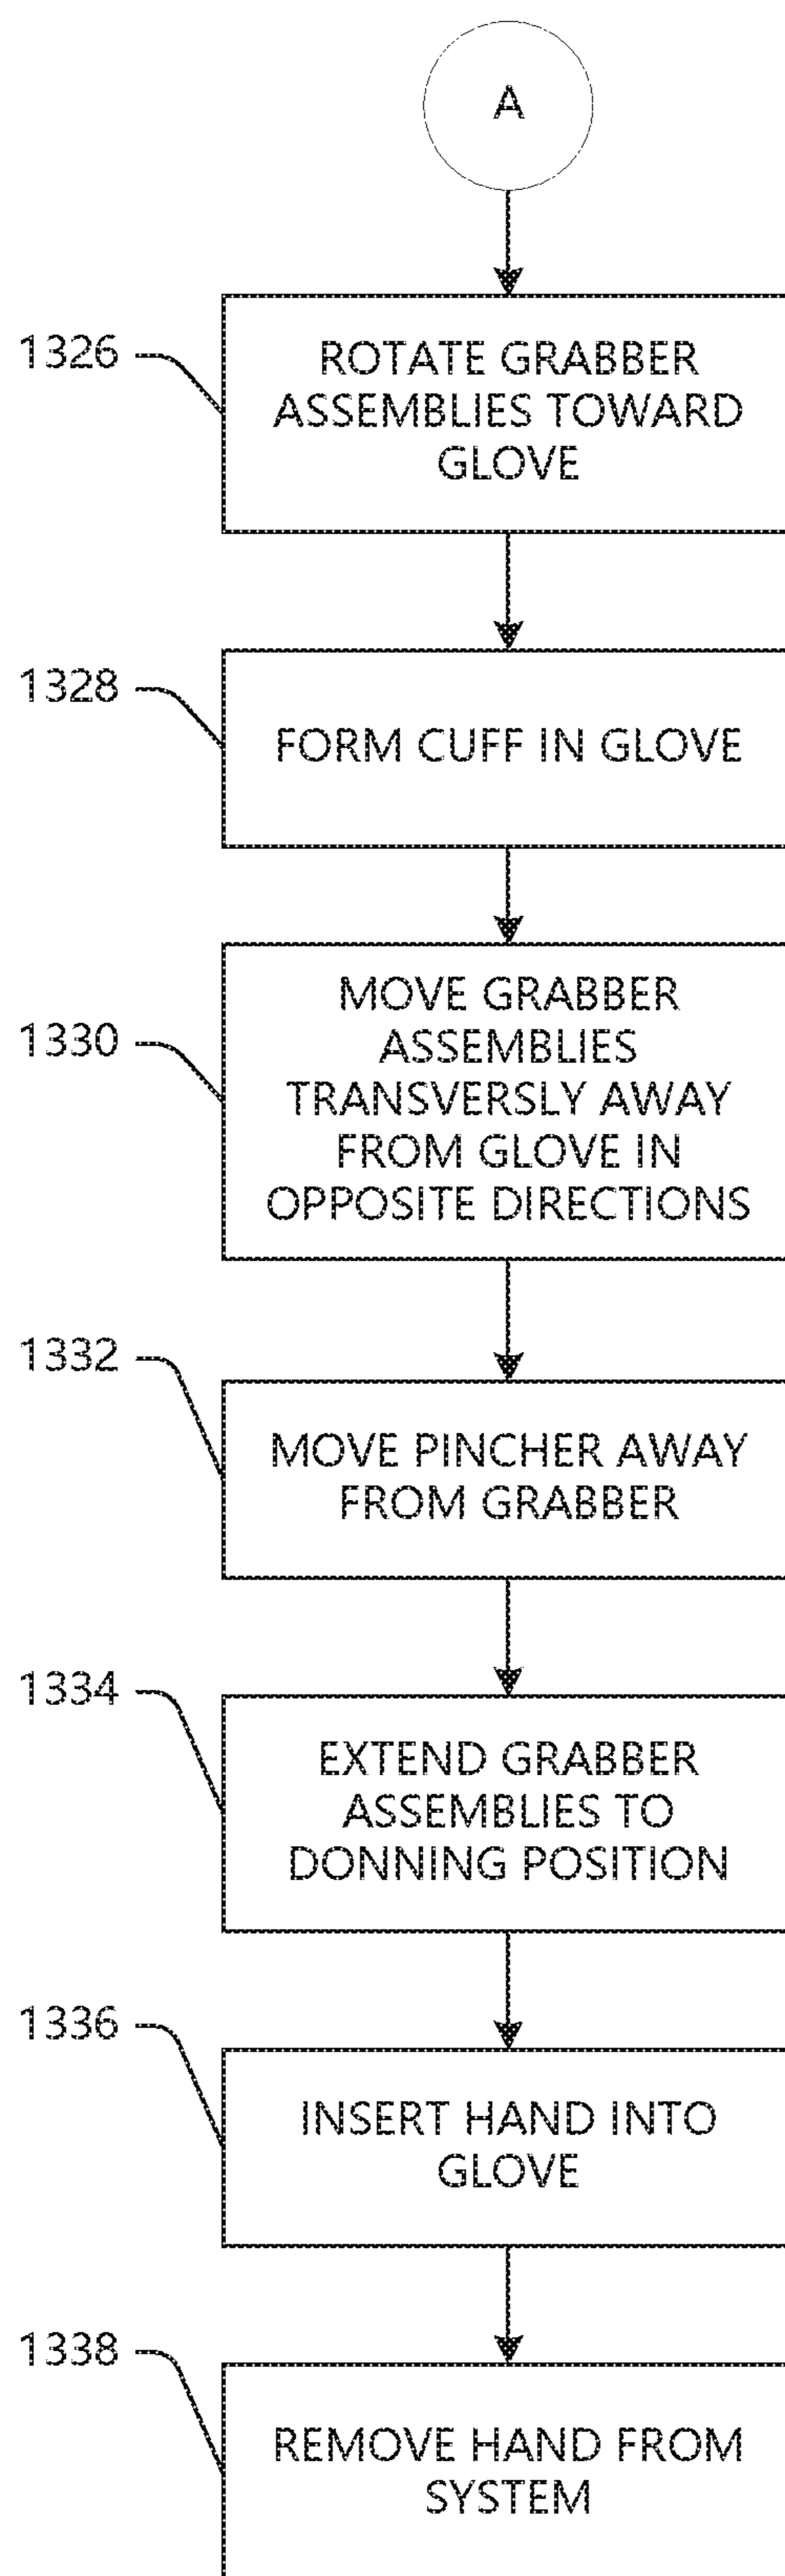 A
1326
ROTATE GRABBER
ASSEMBLIES TOWARD
GLOVE
1328
FORM CUFF IN GLOVE
1330
MOVE GRABBER
ASSEMBLIES
TRANSVERSLY AWAY
FROM GLOVE IN
OPPOSITE DIRECTIONS
1332
MOVE PINCHER AWAY
FROM GRABBER
1334
EXTEND GRABBER
ASSEMBLIES TO
DONNING POSITION
1336
INSERT HAND INTO
GLOVE
1338
REMOVE HAND FROM
SYSTEM